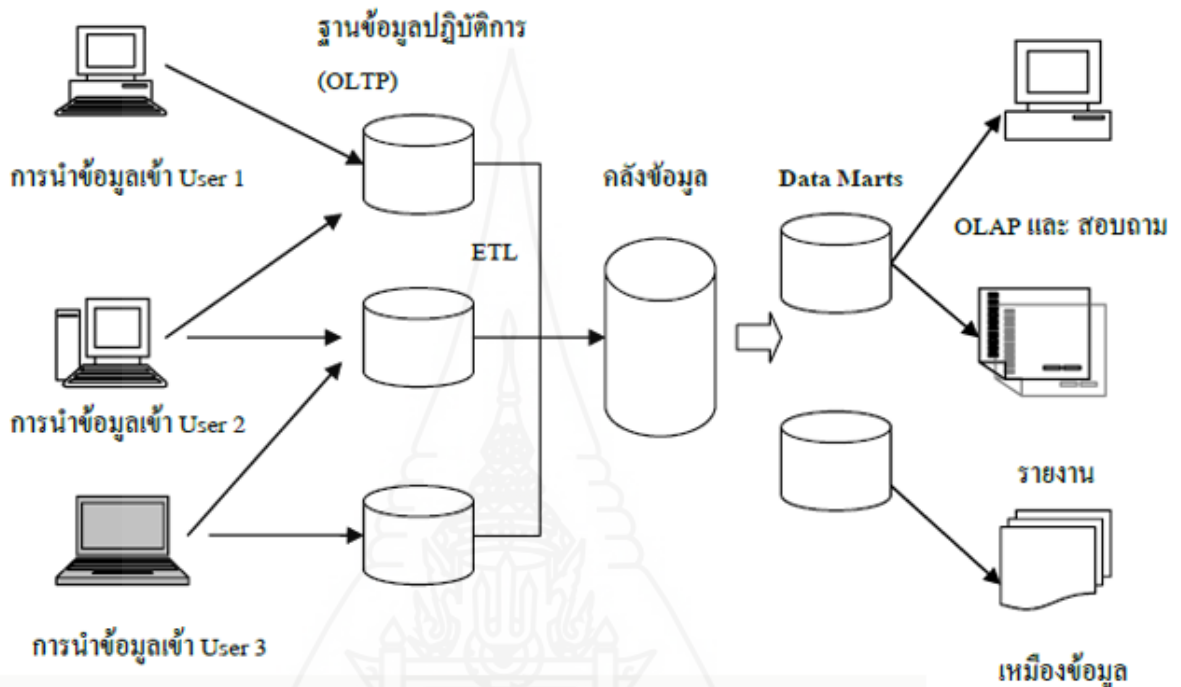 ฐานข้อมูลปฏิบัติการ
(OLTP)
การนำข้อมูลเข้า User 1
คลังข้อมูล
Data Marts
OLAP และ สอบถาม
ETL
การนำข้อมูลเข้า User 2
รายงาน
การนำข้อมูลเข้า User 3
เหมืองข้อมูล